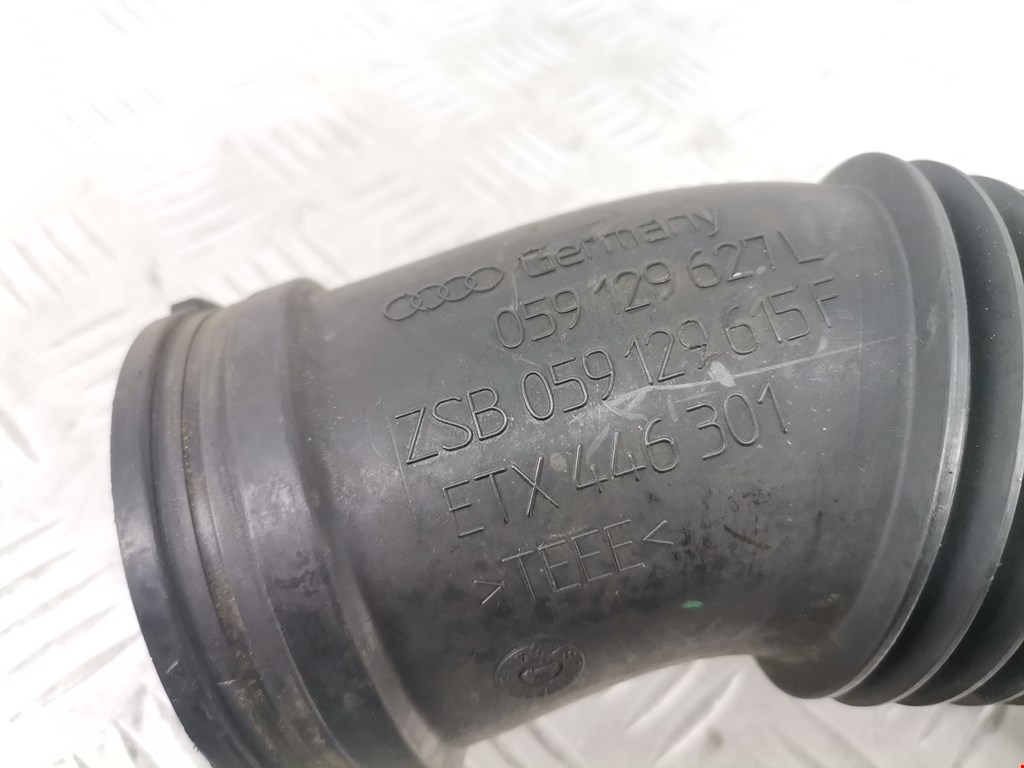 Germany
059 129 627 L
ZSB 059 129 615 F
ETX 446 301
>TEEE<